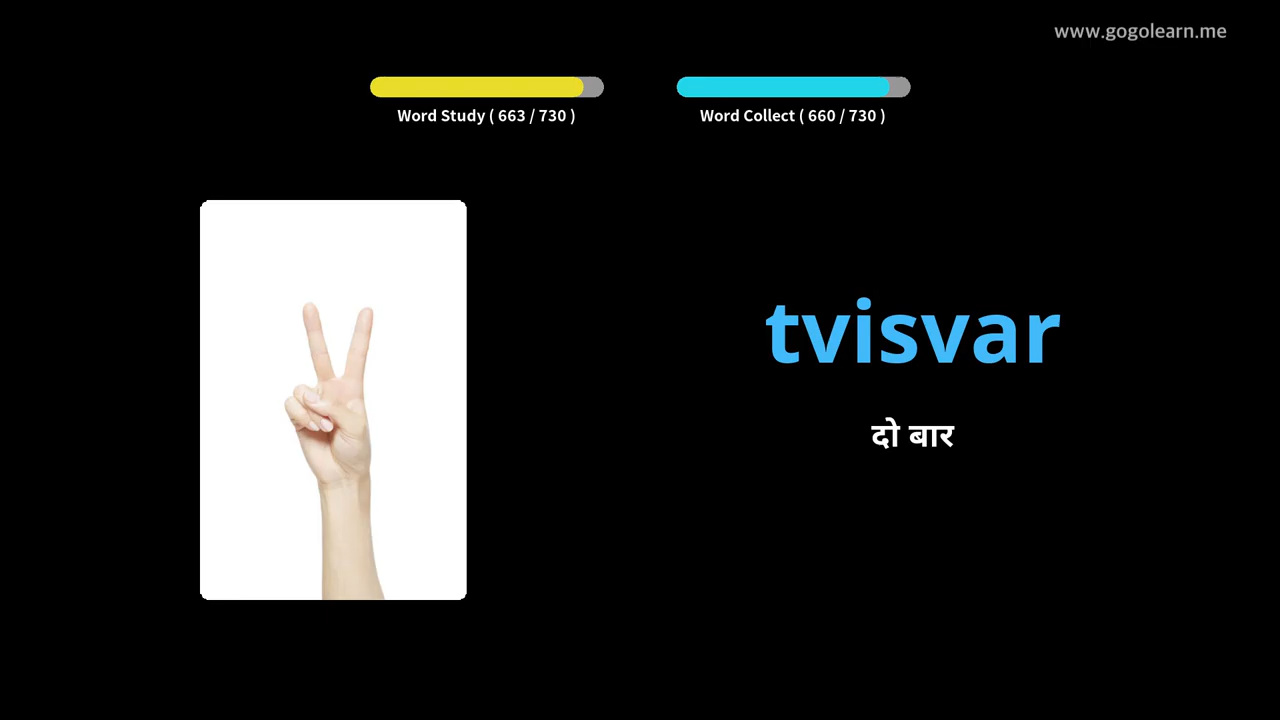 www.gogolearn.me
Word Study ( 663 / 730 )
Word Collect ( 660 / 730 )
tvisvar
दो बार